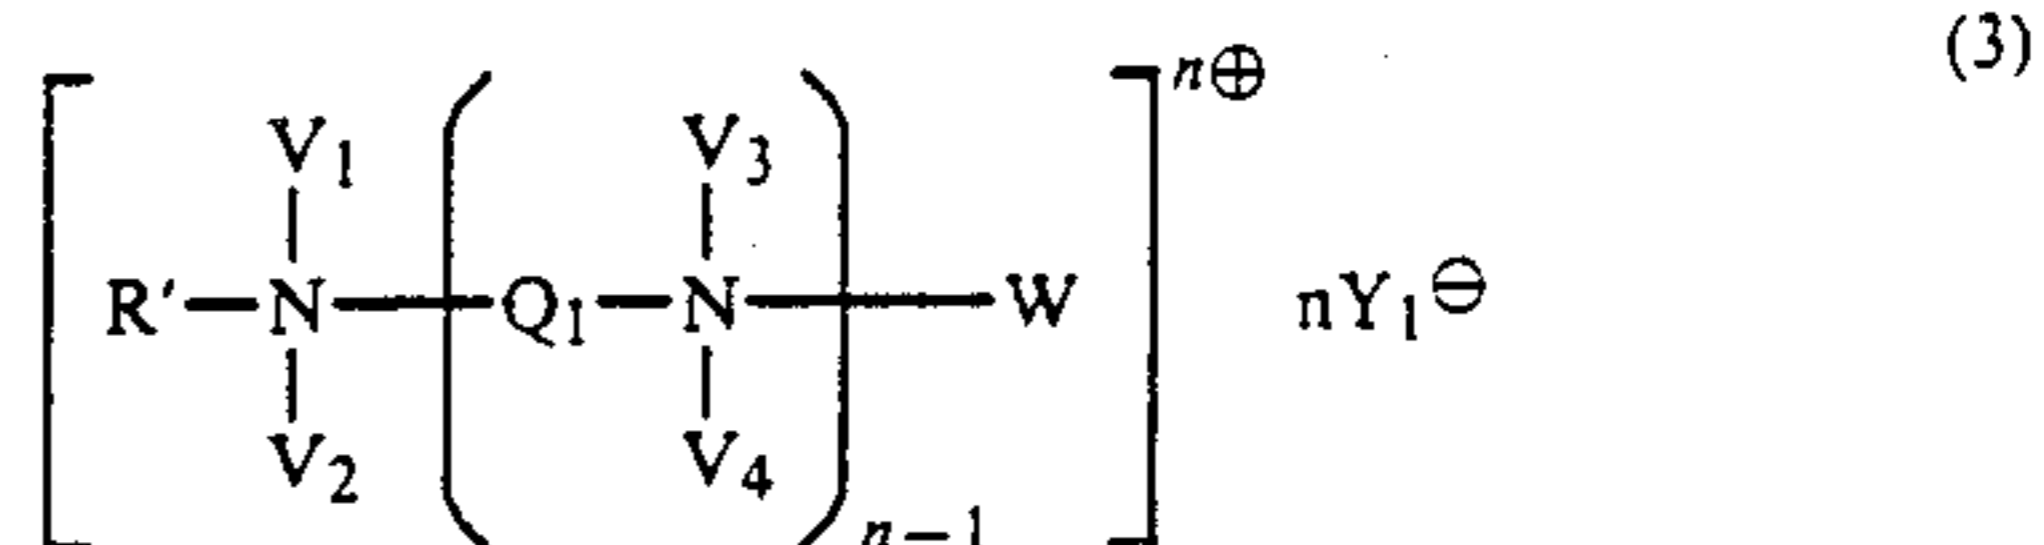 (3)
n⊕
V₁ V₃
R′—N—Q₁—N—W nY₁⊖
V₂ V₄
n−1